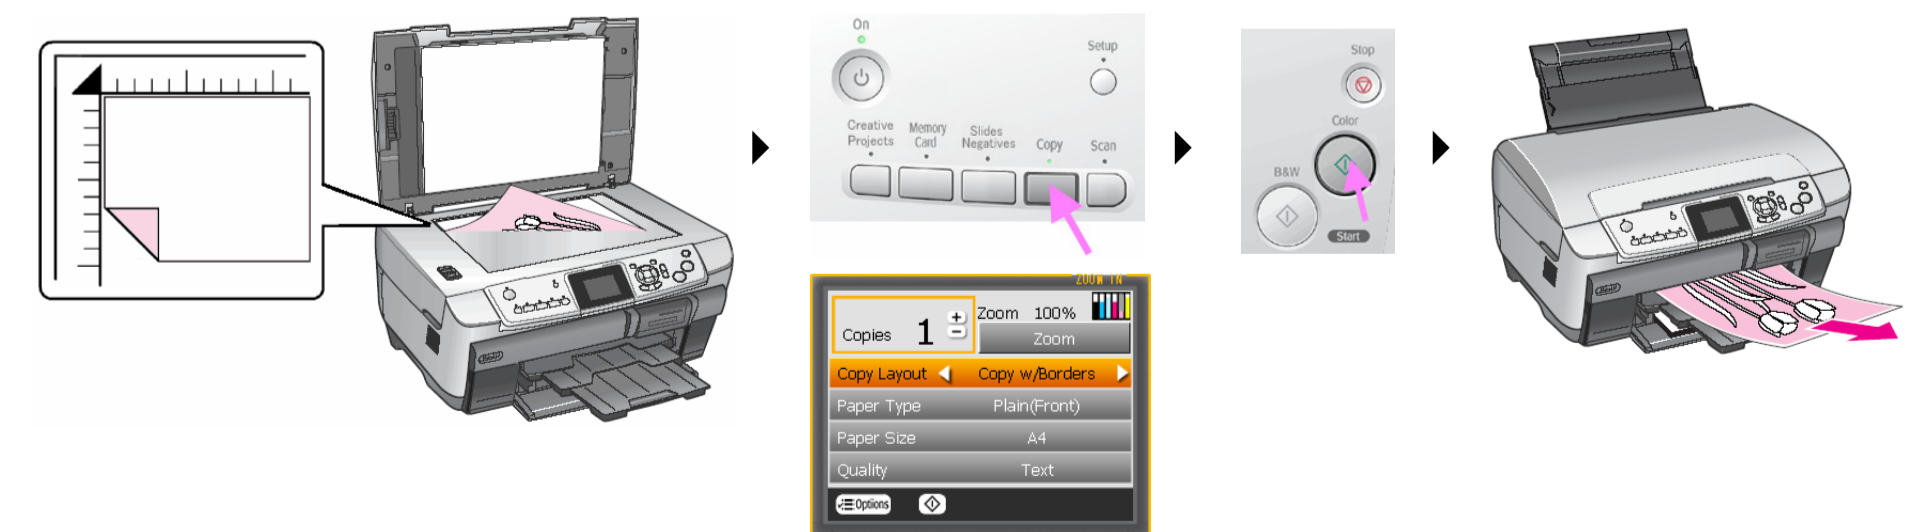 On
Setup
Creative
Projects
Memory
Card
Slides
Negatives
Copy
Scan
ZOOM IN
Copies 1 + −
Zoom 100%
Zoom
Copy Layout Copy w/Borders
Paper Type Plain(Front)
Paper Size A4
Quality Text
Options
Stop
Color
B&W
Start